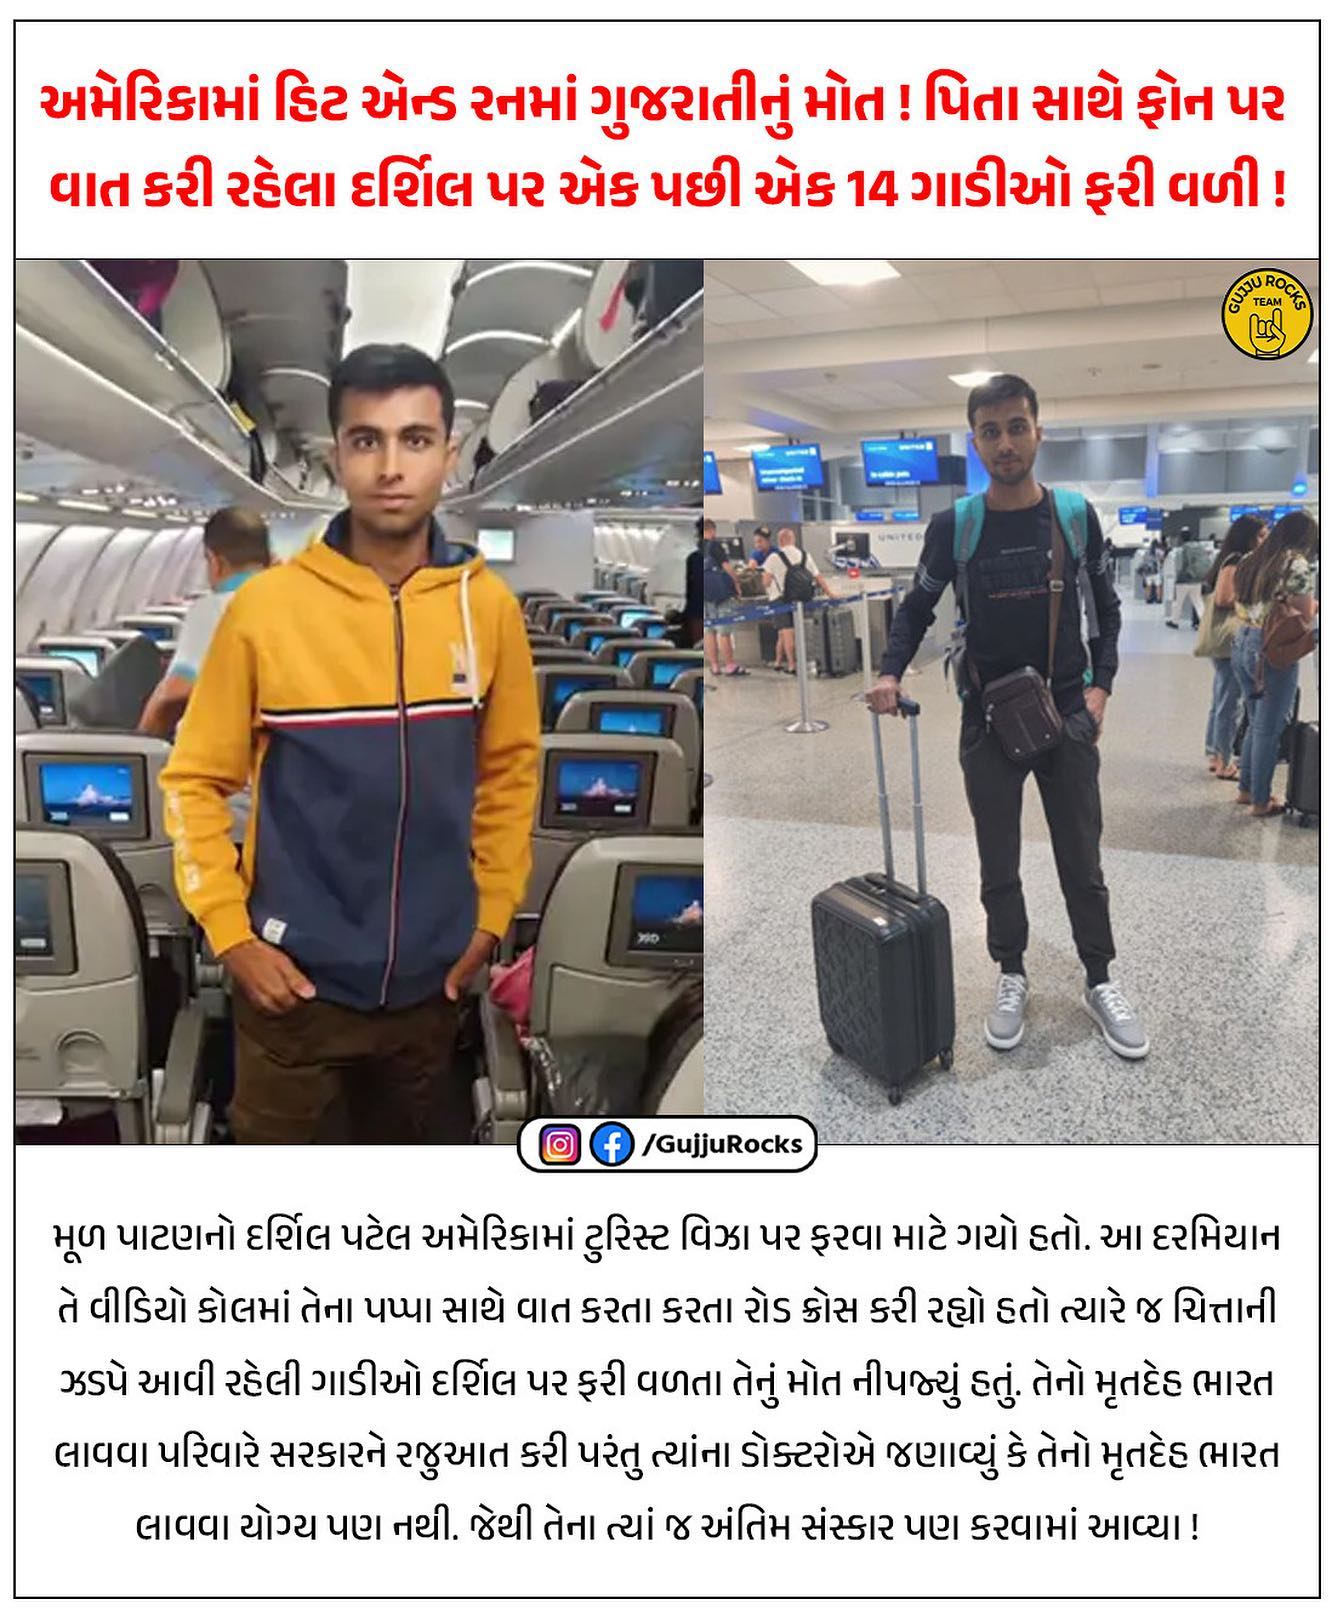 અમેરિકામાં હિટ એન્ડ રનમાં ગુજરાતીનું મોત ! પિતા સાથે ફોન પર
વાત કરી રહેલા દર્શિલ પર એક પછી એક 14 ગાડીઓ ફરી વળી !
GUJJU ROCKS
TEAM
UNITED
39D
/GujjuRocks
મૂળ પાટણનો દર્શિલ પટેલ અમેરિકામાં ટુરિસ્ટ વિઝા પર ફરવા માટે ગયો હતો. આ દરમિયાન
તે વીડિયો કોલમાં તેના પપ્પા સાથે વાત કરતા કરતા રોડ ક્રોસ કરી રહ્યો હતો ત્યારે જ ચિત્તાની
ઝડપે આવી રહેલી ગાડીઓ દર્શિલ પર ફરી વળતા તેનું મોત નીપજ્યું હતું. તેનો મૃતદેહ ભારત
લાવવા પરિવારે સરકારને રજુઆત કરી પરંતુ ત્યાંના ડોક્ટરોએ જણાવ્યું કે તેનો મૃતદેહ ભારત
લાવવા યોગ્ય પણ નથી. જેથી તેના ત્યાં જ અંતિમ સંસ્કાર પણ કરવામાં આવ્યા !